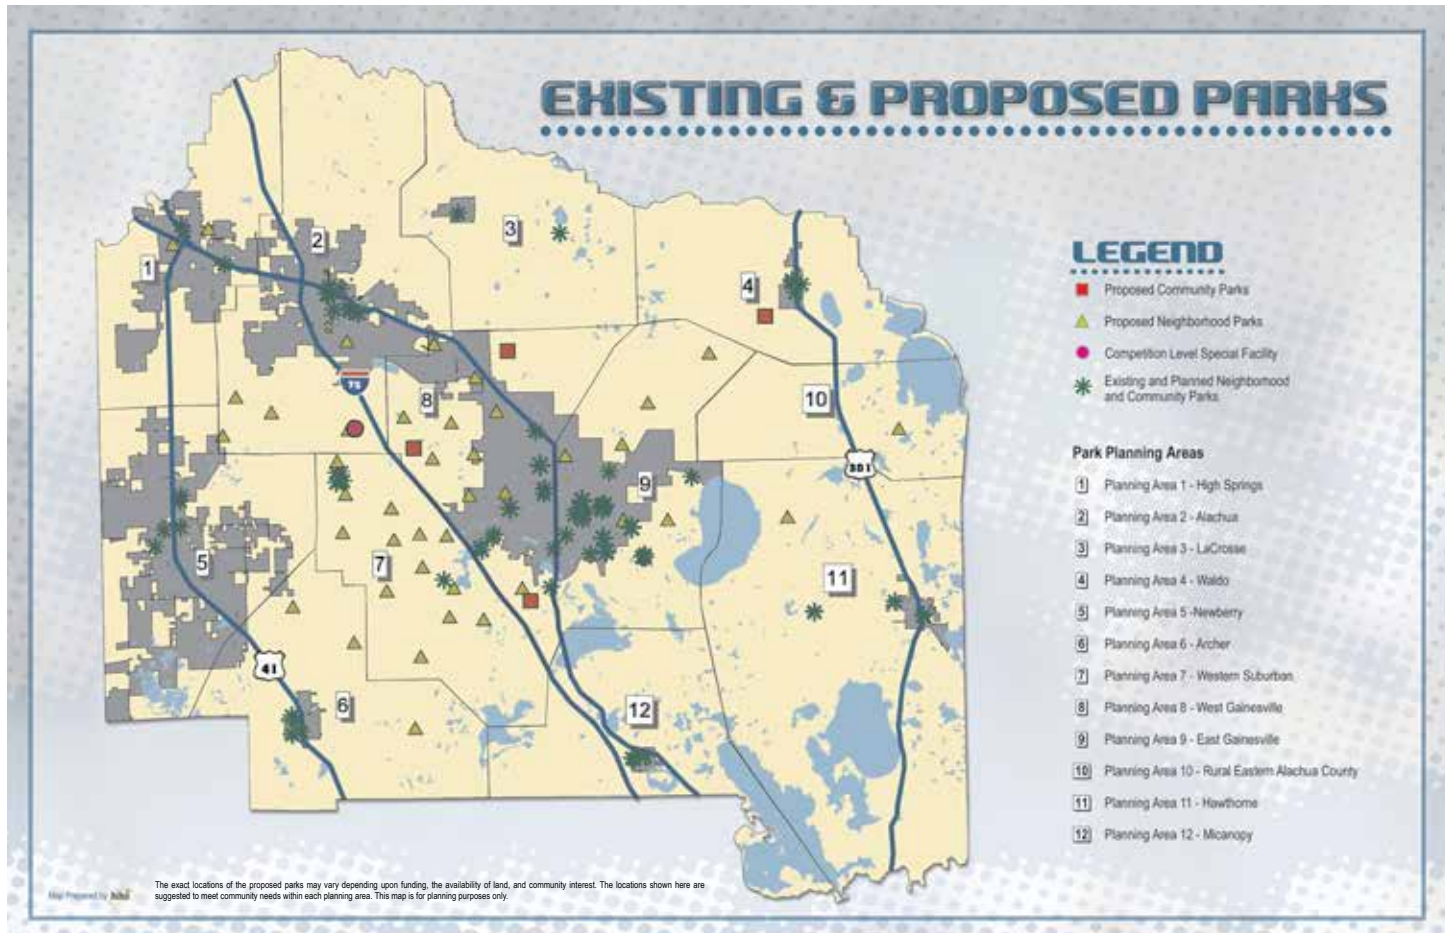 EXISTING & PROPOSED PARKS
LEGEND
Proposed Community Parks
Proposed Neighborhood Parks
Competition Level Special Facility
Existing and Planned Neighborhood
and Community Parks
Park Planning Areas
1 Planning Area 1 - High Springs
2 Planning Area 2 - Alachua
3 Planning Area 3 - LaCrosse
4 Planning Area 4 - Waldo
5 Planning Area 5 -Newberry
6 Planning Area 6 - Archer
7 Planning Area 7 - Western Suburban
8 Planning Area 8 - West Gainesville
9 Planning Area 9 - East Gainesville
10 Planning Area 10 - Rural Eastern Alachua County
11 Planning Area 11 - Hawthorne
12 Planning Area 12 - Micanopy
1
2
3
4
75
8
10
301
9
5
7
11
41
6
12
Map Prepared by
The exact locations of the proposed parks may vary depending upon funding, the availability of land, and community interest. The locations shown here are
suggested to meet community needs within each planning area. This map is for planning purposes only.